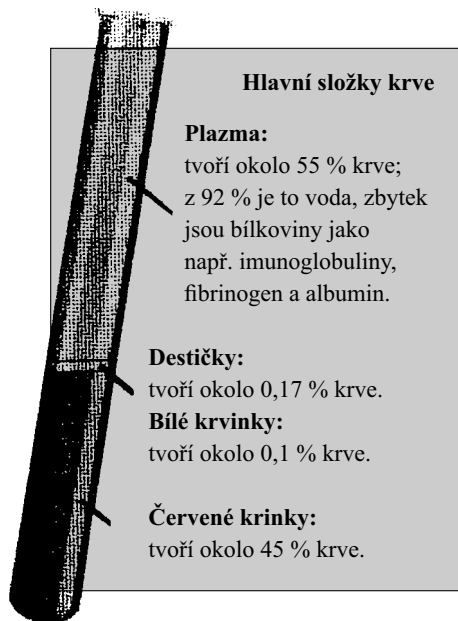 Hlavní složky krve
Plazma:
tvoří okolo 55 % krve;
z 92 % je to voda, zbytek
jsou bílkoviny jako
např. imunoglobuliny,
fibrinogen a albumin.
Destičky:
tvoří okolo 0,17 % krve.
Bílé krvinky:
tvoří okolo 0,1 % krve.
Červené krinky:
tvoří okolo 45 % krve.